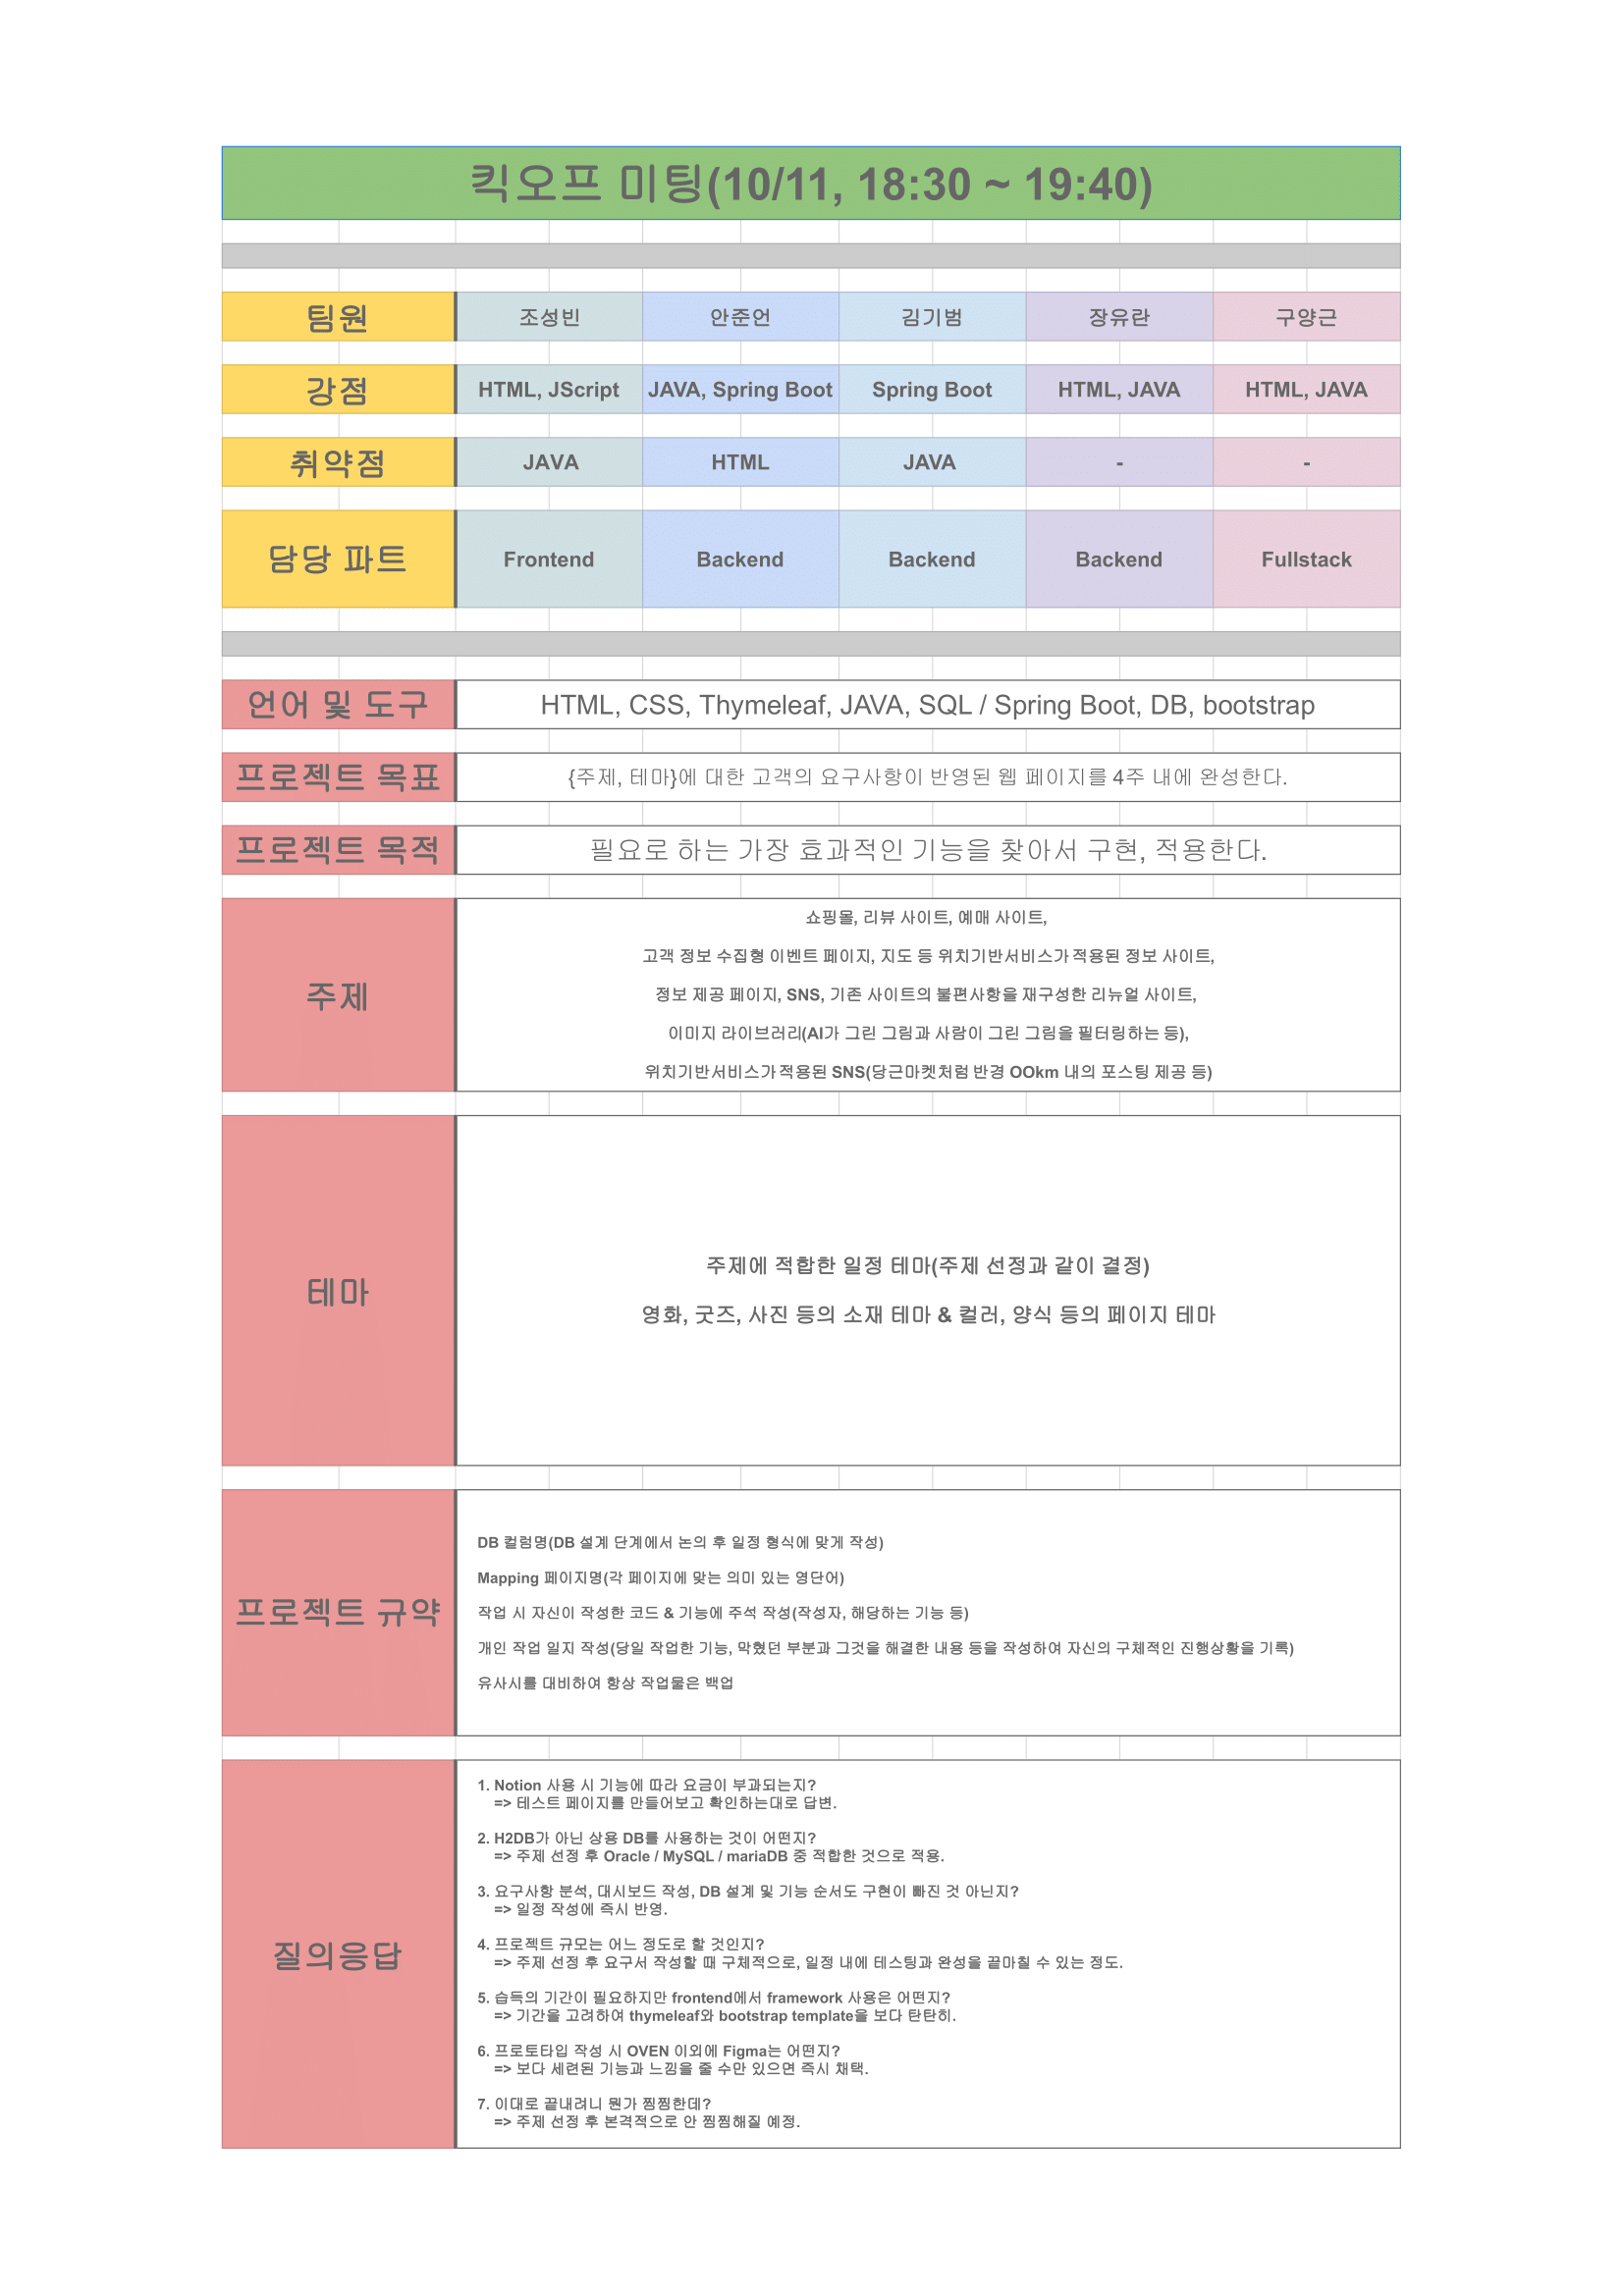 킥오프 미팅(10/11, 18:30 ~ 19:40)
팀원 조성빈 안준언 김기범 장유란 구양근
강점 HTML, JScript JAVA, Spring Boot Spring Boot HTML, JAVA HTML, JAVA
취약점 JAVA HTML JAVA - -
담당 파트 Frontend Backend Backend Backend Fullstack
언어 및 도구 HTML, CSS, Thymeleaf, JAVA, SQL / Spring Boot, DB, bootstrap
프로젝트 목표 {주제, 테마}에 대한 고객의 요구사항이 반영된 웹 페이지를 4주 내에 완성한다.
프로젝트 목적 필요로 하는 가장 효과적인 기능을 찾아서 구현, 적용한다.
주제
쇼핑몰, 리뷰 사이트, 예매 사이트,
고객 정보 수집형 이벤트 페이지, 지도 등 위치기반서비스가 적용된 정보 사이트,
정보 제공 페이지, SNS, 기존 사이트의 불편사항을 재구성한 리뉴얼 사이트,
이미지 라이브러리(AI가 그린 그림과 사람이 그린 그림을 필터링하는 등),
위치기반서비스가 적용된 SNS(당근마켓처럼 반경 OOkm 내의 포스팅 제공 등)
테마
주제에 적합한 일정 테마(주제 선정과 같이 결정)
영화, 굿즈, 사진 등의 소재 테마 & 컬러, 양식 등의 페이지 테마
프로젝트 규약
DB 컬럼명(DB 설계 단계에서 논의 후 일정 형식에 맞게 작성)
Mapping 페이지명(각 페이지에 맞는 의미 있는 영단어)
작업 시 자신이 작성한 코드 & 기능에 주석 작성(작성자, 해당하는 기능 등)
개인 작업 일지 작성(당일 작업한 기능, 막혔던 부분과 그것을 해결한 내용 등을 작성하여 자신의 구체적인 진행상황을 기록)
유사시를 대비하여 항상 작업물은 백업
질의응답
1. Notion 사용 시 기능에 따라 요금이 부과되는지?
=> 테스트 페이지를 만들어보고 확인하는대로 답변.
2. H2DB가 아닌 상용 DB를 사용하는 것이 어떤지?
=> 주제 선정 후 Oracle / MySQL / mariaDB 중 적합한 것으로 적용.
3. 요구사항 분석, 대시보드 작성, DB 설계 및 기능 순서도 구현이 빠진 것 아닌지?
=> 일정 작성에 즉시 반영.
4. 프로젝트 규모는 어느 정도로 할 것인지?
=> 주제 선정 후 요구서 작성할 때 구체적으로, 일정 내에 테스팅과 완성을 끝마칠 수 있는 정도.
5. 습득의 기간이 필요하지만 frontend에서 framework 사용은 어떤지?
=> 기간을 고려하여 thymeleaf와 bootstrap template을 보다 탄탄히.
6. 프로토타입 작성 시 OVEN 이외에 Figma는 어떤지?
=> 보다 세련된 기능과 느낌을 줄 수만 있으면 즉시 채택.
7. 이대로 끝내려니 뭔가 찜찜한데?
=> 주제 선정 후 본격적으로 안 찜찜해질 예정.